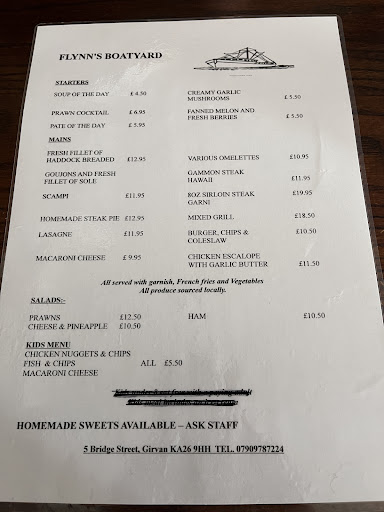 FLYNN'S BOATYARD
STARTERS
SOUP OF THE DAY £ 4.50
CREAMY GARLIC
MUSHROOMS £ 5.50
PRAWN COCKTAIL £ 6.95
FANNED MELON AND
FRESH BERRIES £ 5.50
PATE OF THE DAY £ 5.95
MAINS
FRESH FILLET OF
HADDOCK BREADED £12.95
VARIOUS OMELETTES £10.95
GOUJONS AND FRESH
FILLET OF SOLE
GAMMON STEAK
HAWAII £11.95
SCAMPI £11.95
8OZ SIRLOIN STEAK £19.95
GARNI
HOMEMADE STEAK PIE £12.95
MIXED GRILL £18.50
LASAGNE £11.95
BURGER, CHIPS & £10.50
COLESLAW
MACARONI CHEESE £ 9.95
CHICKEN ESCALOPE
WITH GARLIC BUTTER £11.50
All served with garnish, French fries and Vegetables
All produce sourced locally.
SALADS:-
PRAWNS £12.50
HAM £10.50
CHEESE & PINEAPPLE £10.50
KIDS MENU
CHICKEN NUGGETS & CHIPS
FISH & CHIPS ALL £5.50
MACARONI CHEESE
HOMEMADE SWEETS AVAILABLE – ASK STAFF
5 Bridge Street, Girvan KA26 9HH TEL. 07909787224